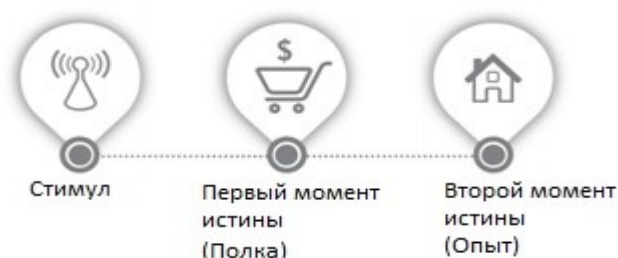 $
Стимул
Первый момент
истины
(Полка)
Второй момент
истины
(Опыт)